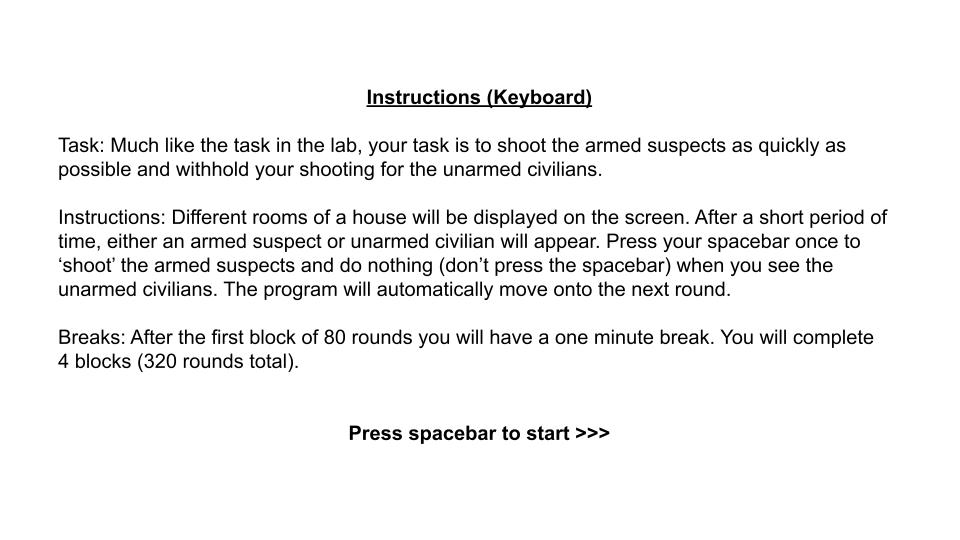 Instructions (Keyboard)
Task: Much like the task in the lab, your task is to shoot the armed suspects as quickly as
possible and withhold your shooting for the unarmed civilians.
Instructions: Different rooms of a house will be displayed on the screen. After a short period of
time, either an armed suspect or unarmed civilian will appear. Press your spacebar once to
‘shoot’ the armed suspects and do nothing (don’t press the spacebar) when you see the
unarmed civilians. The program will automatically move onto the next round.
Breaks: After the first block of 80 rounds you will have a one minute break. You will complete
4 blocks (320 rounds total).
Press spacebar to start >>>